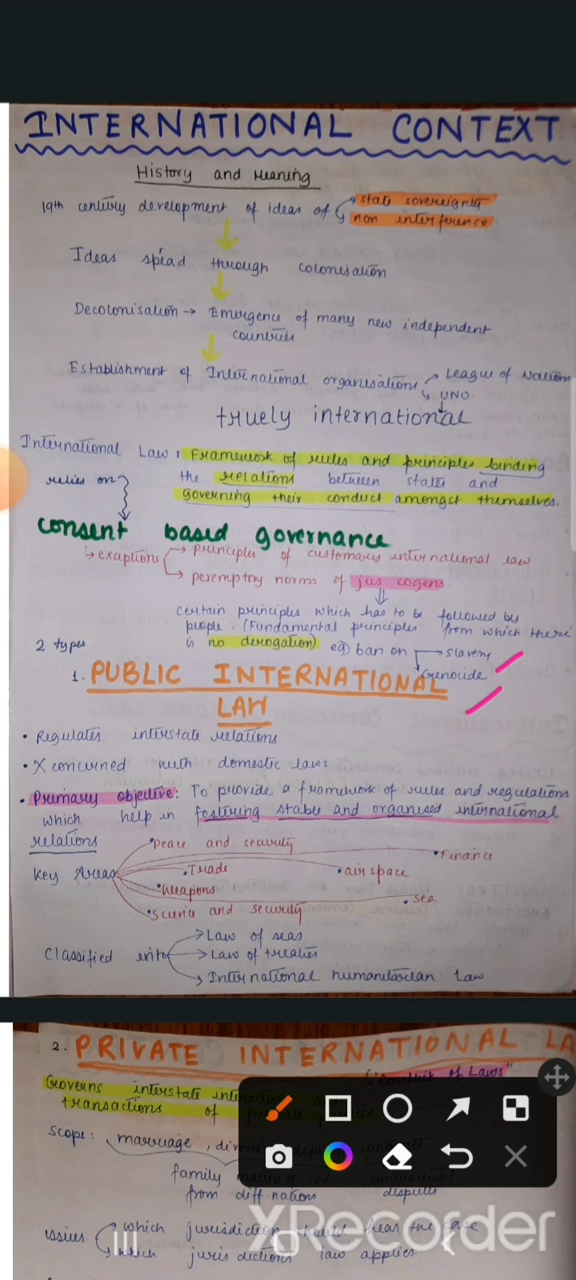 INTERNATIONAL CONTEXT
History and Meaning
19th century development of ideas of state sovereignty
non interference
Ideas spread through colonisation
Decolonisation → Emergence of many new independent
countries
Establishment of International organisations → League of Nation
UNO
truely international
International Law : Framework of rules and principles binding
relies on the relations between states and
governing their conduct amongst themselves.
consent based governance
↳ exceptions → principles of customary international law
→ peremptory norms of jus cogens.
certain principles which has to be followed by
people. (Fundamental principles from which there
is no derogation) eg ban on slavery
Genocide
2 types
1. PUBLIC INTERNATIONAL
LAW
• Regulates interstate relations
• X concerned with domestic laws
• Primary objective: To provide a framework of rules and regulations
which help in fostering stable and organised international
relations
Key Areas • Peace and security
• Finance
• Trade • air space
• Weapons
• Science and security • Sea
Classified into → Law of seas
→ Law of treaties
→ International humanitarian Law
2. PRIVATE INTERNATIONAL LA
of Laws"
Governs interstate
transactions of
Scope: marriage,
family
from diff nations
issues which jurisdiction should hear the case
which jurisdictions law applies
XRecorder